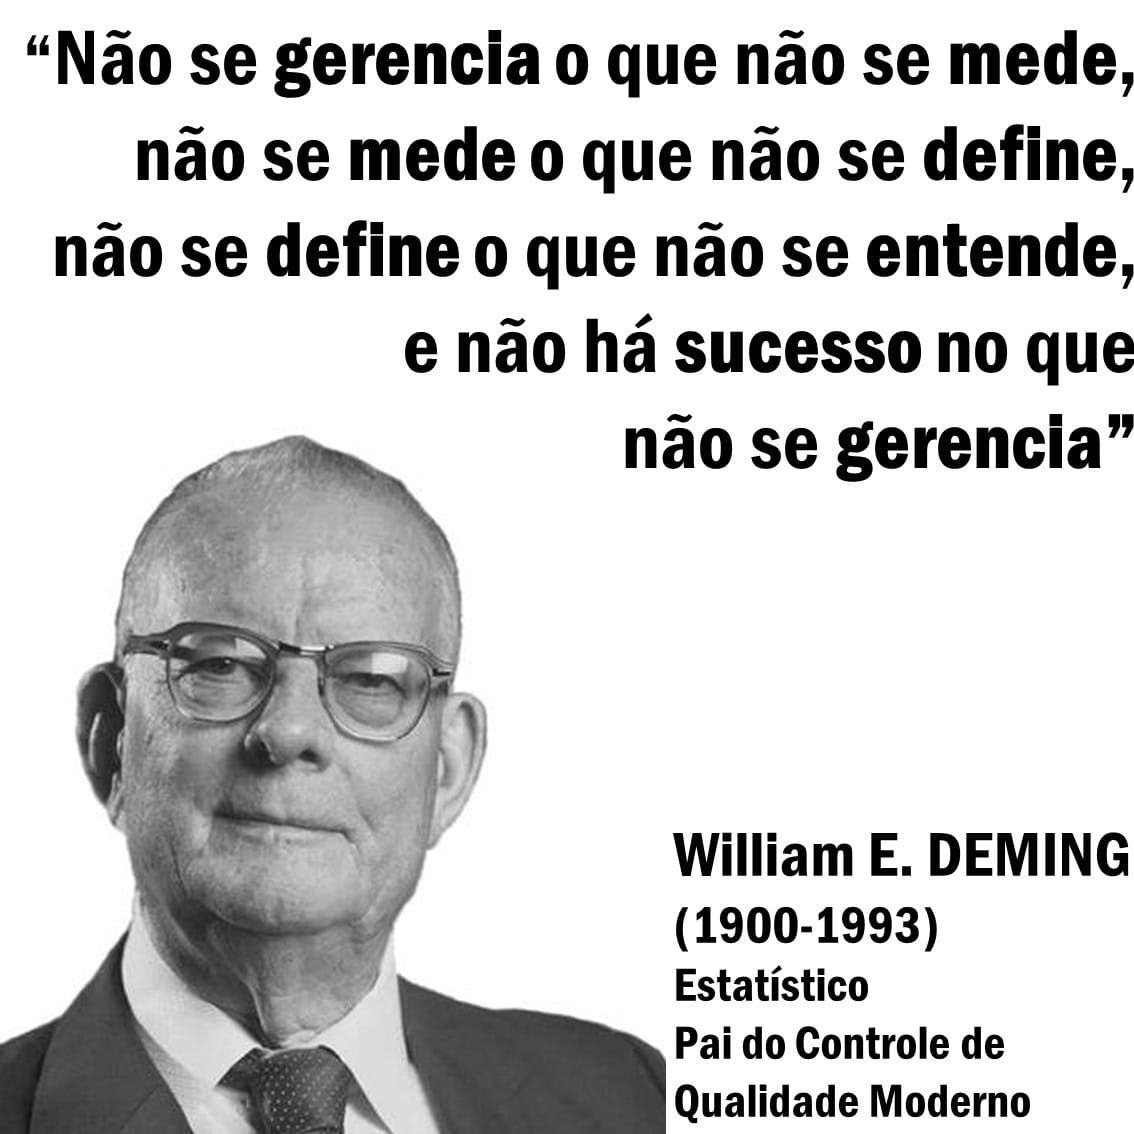 “Não se gerencia o que não se mede,
não se mede o que não se define,
não se define o que não se entende,
e não há sucesso no que
não se gerencia”
William E. DEMING
(1900-1993)
Estatístico
Pai do Controle de
Qualidade Moderno